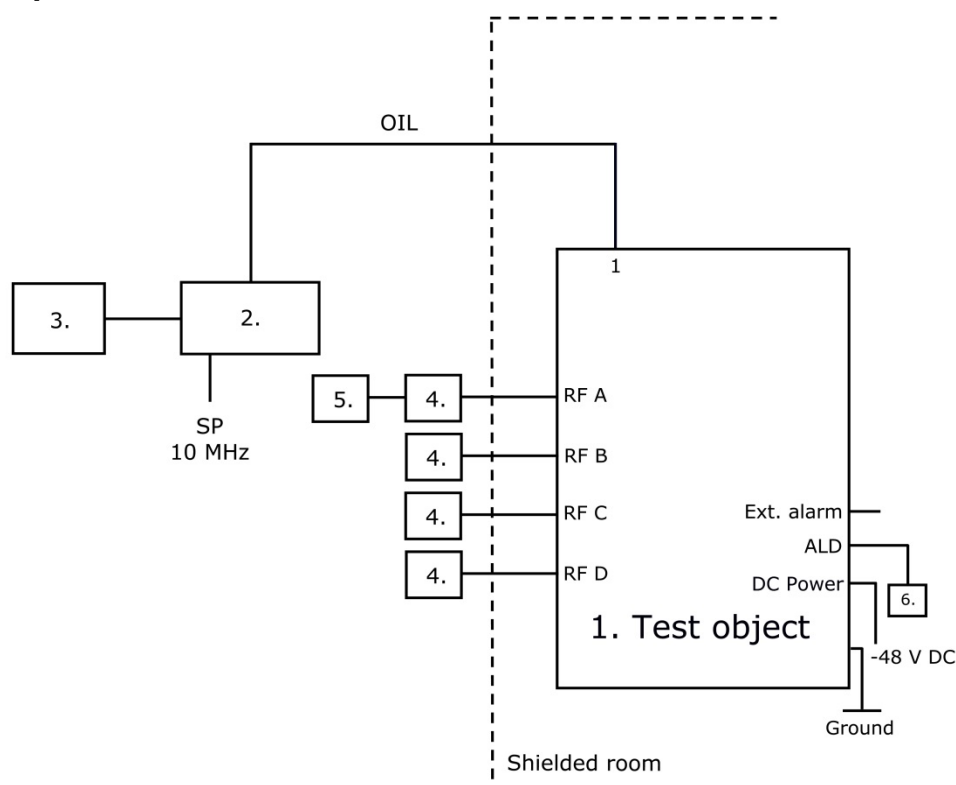 OIL
1
3.
2.
5.
4.
RF A
SP
10 MHz
4.
RF B
4.
RF C
Ext. alarm
ALD
4.
RF D
DC Power
6.
1. Test object
-48 V DC
Ground
Shielded room